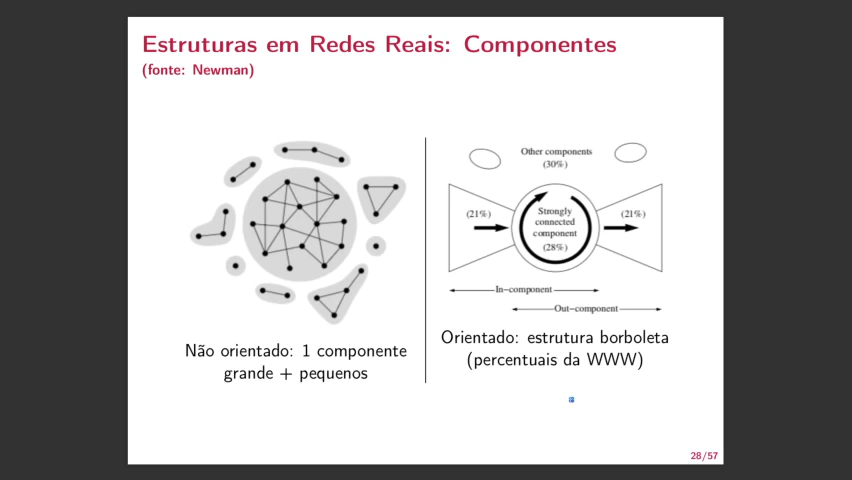 Estruturas em Redes Reais: Componentes
(fonte: Newman)
Não orientado: 1 componente
grande + pequenos
Other components
(30%)
(21%)
Strongly
connected
component
(28%)
(21%)
In-component
Out-component
Orientado: estrutura borboleta
(percentuais da WWW)
28/57